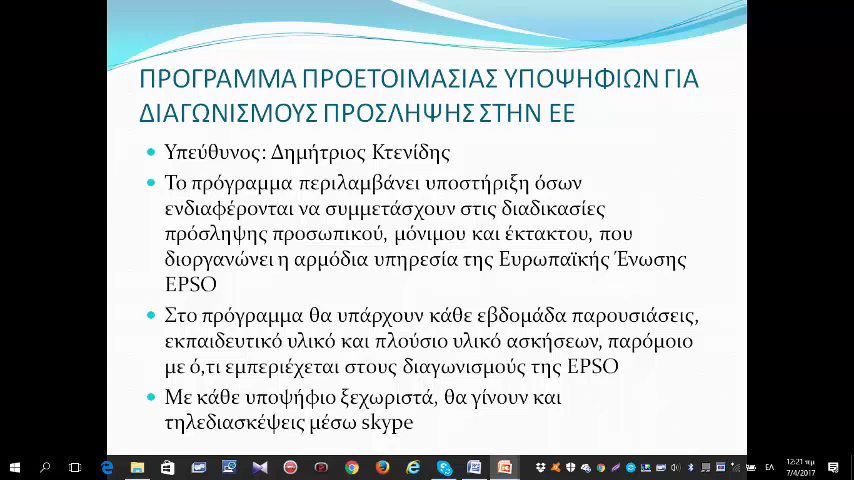 ΠΡΟΓΡΑΜΜΑ ΠΡΟΕΤΟΙΜΑΣΙΑΣ ΥΠΟΨΗΦΙΩΝ ΓΙΑ
ΔΙΑΓΩΝΙΣΜΟΥΣ ΠΡΟΣΛΗΨΗΣ ΣΤΗΝ ΕΕ
• Υπεύθυνος: Δημήτριος Κτενίδης
• Το πρόγραμμα περιλαμβάνει υποστήριξη όσων
ενδιαφέρονται να συμμετάσχουν στις διαδικασίες
πρόσληψης προσωπικού, μόνιμου και έκτακτου, που
διοργανώνει η αρμόδια υπηρεσία της Ευρωπαϊκής Ένωσης
EPSO
• Στο πρόγραμμα θα υπάρχουν κάθε εβδομάδα παρουσιάσεις,
εκπαιδευτικό υλικό και πλούσιο υλικό ασκήσεων, παρόμοιο
με ό,τι εμπεριέχεται στους διαγωνισμούς της EPSO
• Με κάθε υποψήφιο ξεχωριστά, θα γίνουν και
τηλεδιασκέψεις μέσω skype
ΕΛ
12:21 πμ
7/4/2017